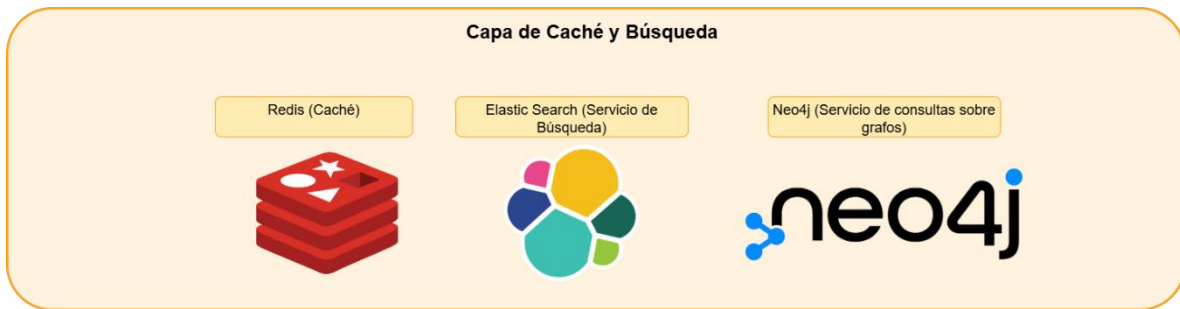 Capa de Caché y Búsqueda
Redis (Caché)
Elastic Search (Servicio de
Búsqueda)
Neo4j (Servicio de consultas sobre
grafos)
neo4j